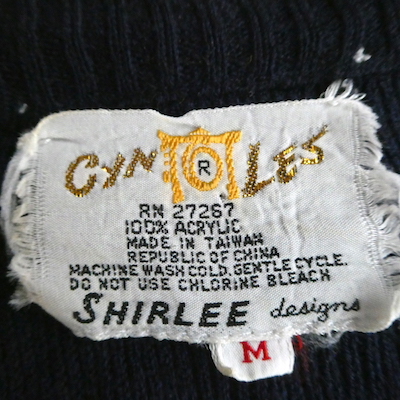 CYN R LES
RN 27267
100% ACRYLIC
MADE IN TAIWAN
REPUBLIC OF CHINA
MACHINE WASH COLD. GENTLE CYCLE.
DO NOT USE CHLORINE BLEACH
SHIRLEE designs
M